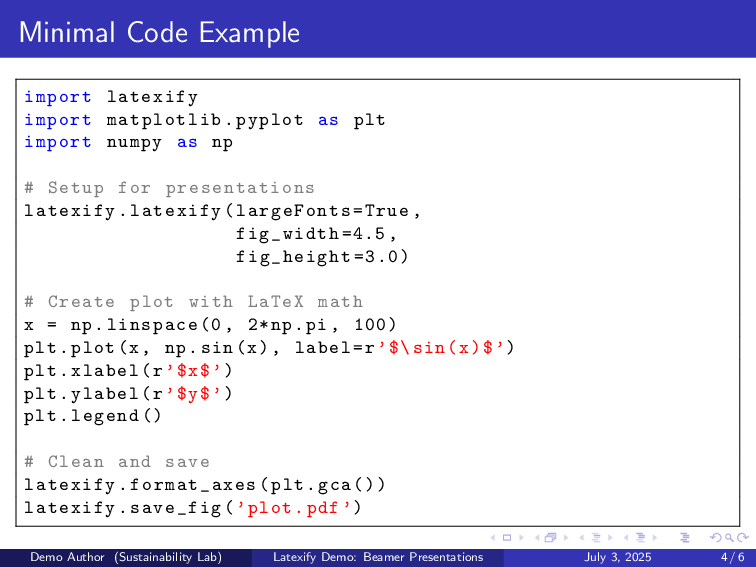 Minimal Code Example
import latexify
import matplotlib.pyplot as plt
import numpy as np
# Setup for presentations
latexify.latexify(largeFonts=True,
                  fig_width=4.5,
                  fig_height=3.0)
# Create plot with LaTeX math
x = np.linspace(0, 2*np.pi, 100)
plt.plot(x, np.sin(x), label=r'$\sin(x)$')
plt.xlabel(r'$x$')
plt.ylabel(r'$y$')
plt.legend()
# Clean and save
latexify.format_axes(plt.gca())
latexify.save_fig('plot.pdf')
Demo Author (Sustainability Lab) Latexify Demo: Beamer Presentations July 3, 2025 4 / 6